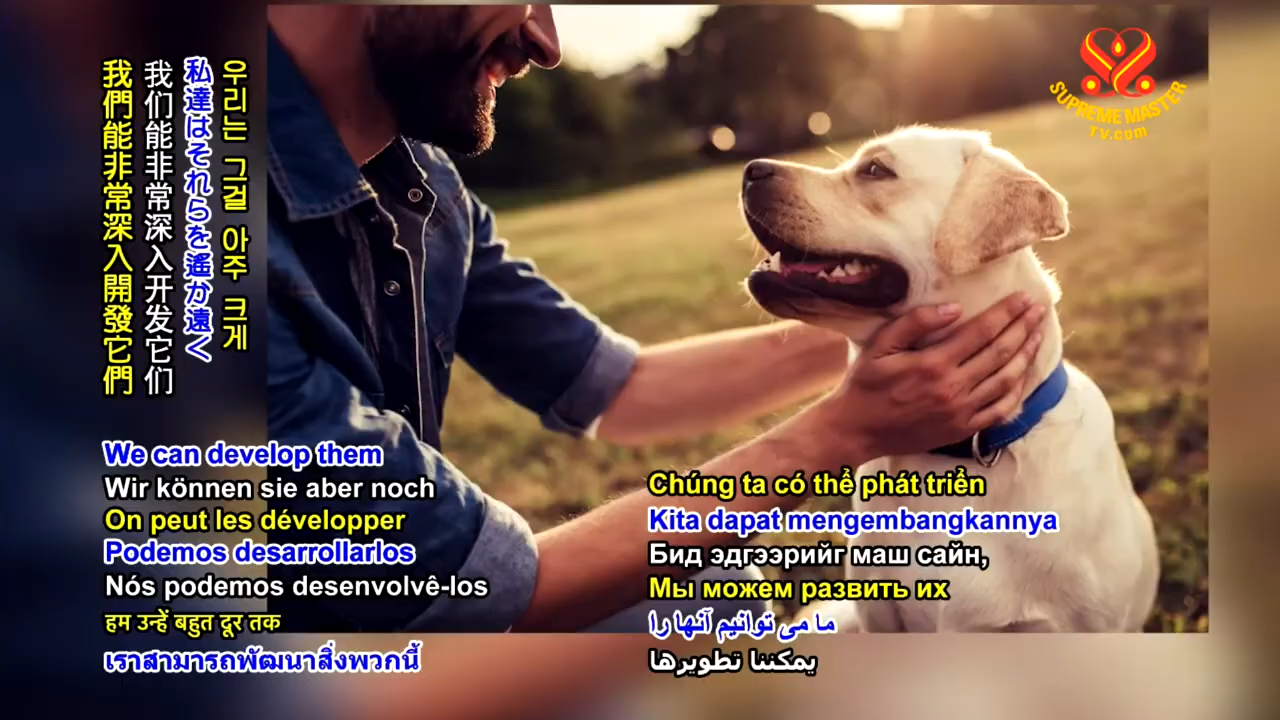 우리는 그걸 아주 크게
私達はそれらを遙か遠く
我们能非常深入开发它们
我們能非常深入開發它們
SUPREME MASTER
TV.com
We can develop them
Wir können sie aber noch
On peut les développer
Podemos desarrollarlos
Nós podemos desenvolvê-los
हम उन्हें बहुत दूर तक
เราสามารถพัฒนาสิ่งพวกนี้
Chúng ta có thể phát triển
Kita dapat mengembangkannya
Бид эдгээрийг маш сайн,
Мы можем развить их
ما می توانیم آنها را
يمكننا تطويرها